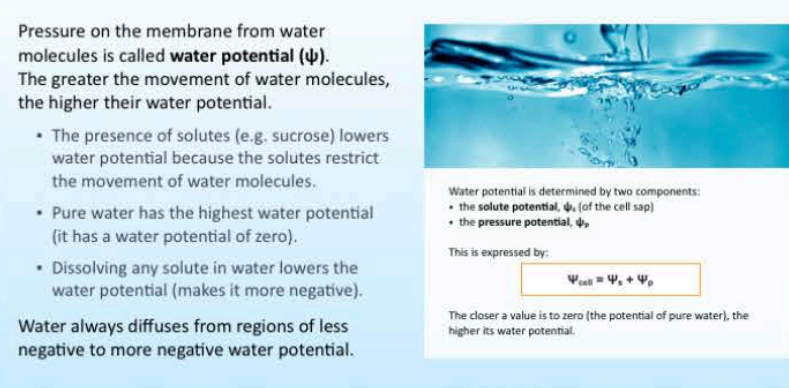 Pressure on the membrane from water
molecules is called water potential (ψ).
The greater the movement of water molecules,
the higher their water potential.
• The presence of solutes (e.g. sucrose) lowers
water potential because the solutes restrict
the movement of water molecules.
• Pure water has the highest water potential
(it has a water potential of zero).
• Dissolving any solute in water lowers the
water potential (makes it more negative).
Water always diffuses from regions of less
negative to more negative water potential.
Water potential is determined by two components:
• the solute potential, ψₛ (of the cell sap)
• the pressure potential, ψₚ
This is expressed by:
Ψcell = Ψₛ + Ψₚ
The closer a value is to zero (the potential of pure water), the
higher its water potential.